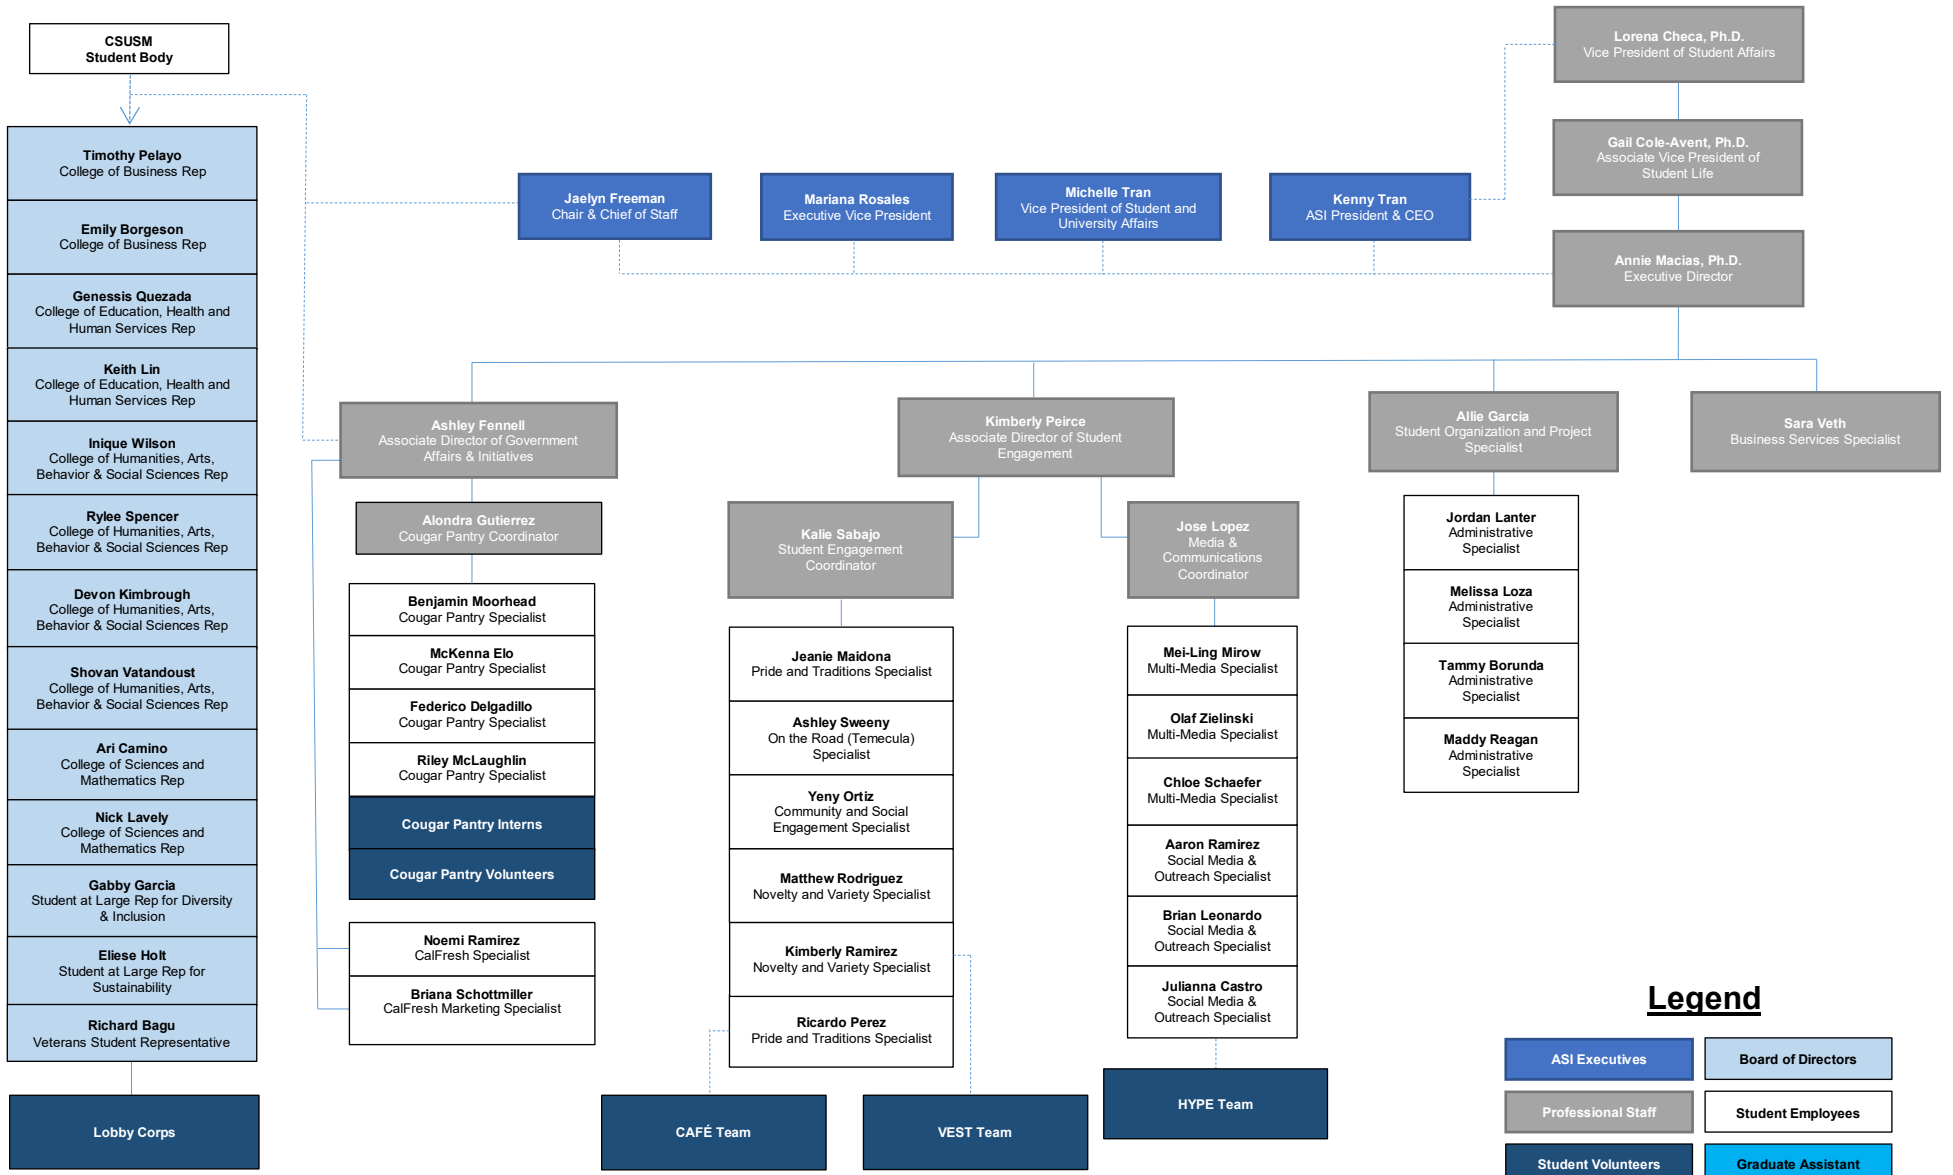 CSUSM
Student Body
Timothy Pelayo
College of Business Rep
Emily Borgeson
College of Business Rep
Genessis Quezada
College of Education, Health and
Human Services Rep
Keith Lin
College of Education, Health and
Human Services Rep
Inique Wilson
College of Humanities, Arts,
Behavior & Social Sciences Rep
Rylee Spencer
College of Humanities, Arts,
Behavior & Social Sciences Rep
Devon Kimbrough
College of Humanities, Arts,
Behavior & Social Sciences Rep
Shovan Vatandoust
College of Humanities, Arts,
Behavior & Social Sciences Rep
Ari Camino
College of Sciences and
Mathematics Rep
Nick Lavely
College of Sciences and
Mathematics Rep
Gabby Garcia
Student at Large Rep for Diversity
& Inclusion
Eliese Holt
Student at Large Rep for
Sustainability
Richard Bagu
Veterans Student Representative
Lobby Corps
Lorena Checa, Ph.D.
Vice President of Student Affairs
Gail Cole-Avent, Ph.D.
Associate Vice President of
Student Life
Jaelyn Freeman
Chair & Chief of Staff
Mariana Rosales
Executive Vice President
Michelle Tran
Vice President of Student and
University Affairs
Kenny Tran
ASI President & CEO
Annie Macias, Ph.D.
Executive Director
Ashley Fennell
Associate Director of Government
Affairs & Initiatives
Alondra Gutierrez
Cougar Pantry Coordinator
Benjamin Moorhead
Cougar Pantry Specialist
McKenna Elo
Cougar Pantry Specialist
Federico Delgadillo
Cougar Pantry Specialist
Riley McLaughlin
Cougar Pantry Specialist
Cougar Pantry Interns
Cougar Pantry Volunteers
Noemi Ramirez
CalFresh Specialist
Briana Schottmiller
CalFresh Marketing Specialist
Kimberly Peirce
Associate Director of Student
Engagement
Kalie Sabajo
Student Engagement
Coordinator
Jeanie Maidona
Pride and Traditions Specialist
Ashley Sweeny
On the Road (Temecula)
Specialist
Yeny Ortiz
Community and Social
Engagement Specialist
Matthew Rodriguez
Novelty and Variety Specialist
Kimberly Ramirez
Novelty and Variety Specialist
Ricardo Perez
Pride and Traditions Specialist
CAFÉ Team
VEST Team
Jose Lopez
Media &
Communications
Coordinator
Mei-Ling Mirow
Multi-Media Specialist
Olaf Zielinski
Multi-Media Specialist
Chloe Schaefer
Multi-Media Specialist
Aaron Ramirez
Social Media &
Outreach Specialist
Brian Leonardo
Social Media &
Outreach Specialist
Julianna Castro
Social Media &
Outreach Specialist
HYPE Team
Allie Garcia
Student Organization and Project
Specialist
Jordan Lanter
Administrative
Specialist
Melissa Loza
Administrative
Specialist
Tammy Borunda
Administrative
Specialist
Maddy Reagan
Administrative
Specialist
Sara Veth
Business Services Specialist
Legend
ASI Executives
Board of Directors
Professional Staff
Student Employees
Student Volunteers
Graduate Assistant